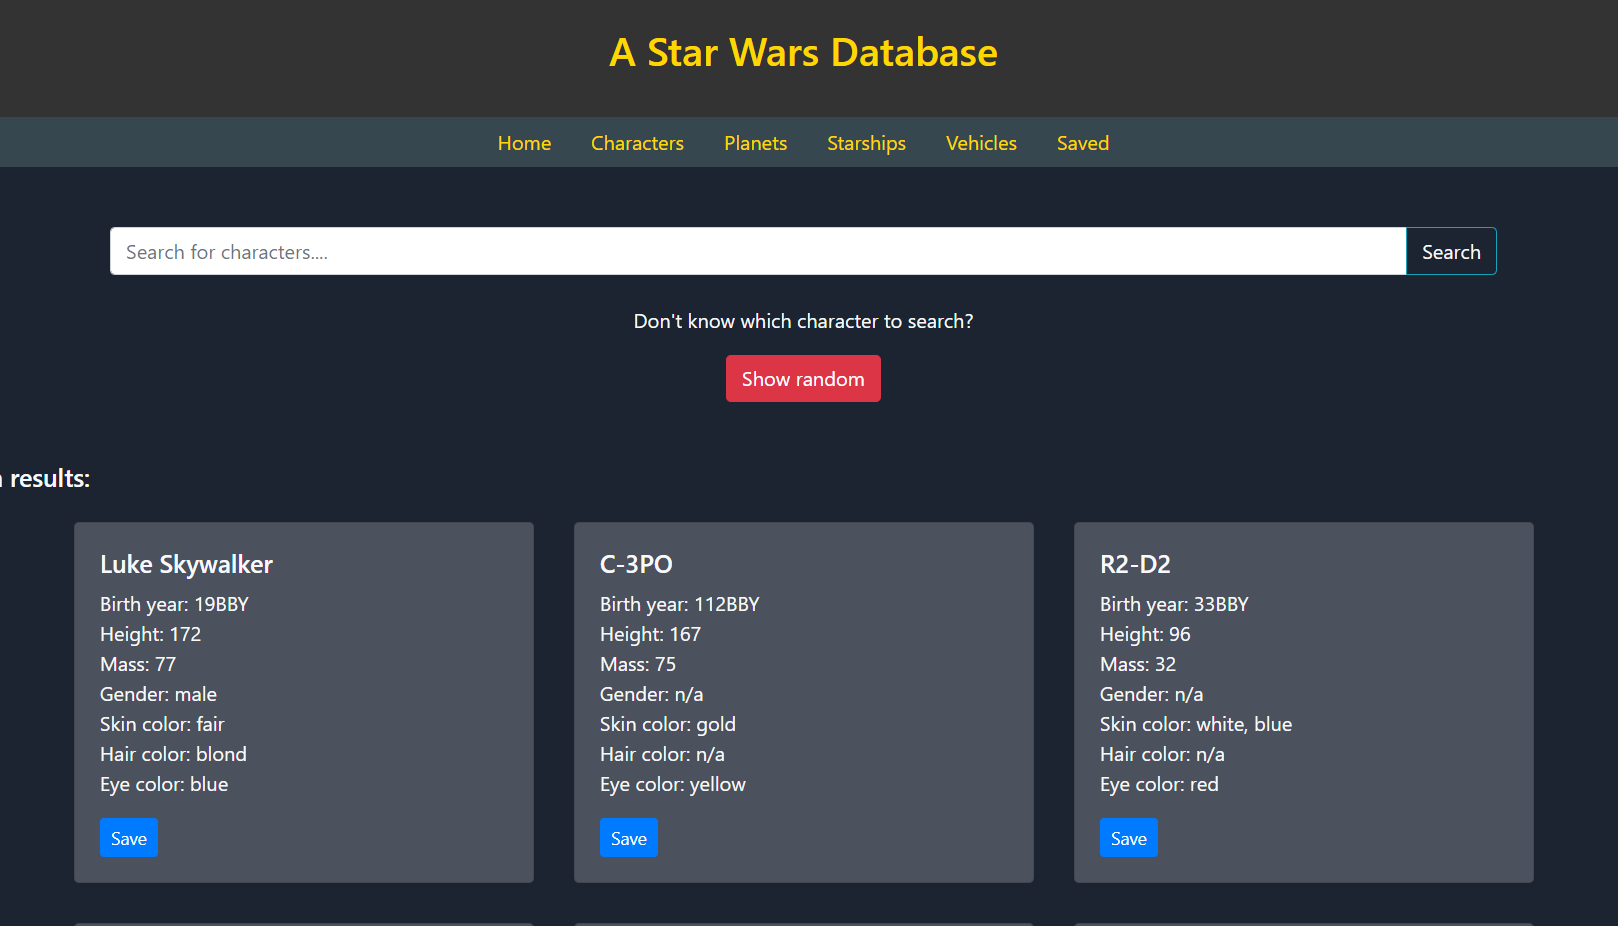 A Star Wars Database
Home Characters Planets Starships Vehicles Saved
Search for characters....
Search
Don't know which character to search?
Show random
results:
Luke Skywalker
Birth year: 19BBY
Height: 172
Mass: 77
Gender: male
Skin color: fair
Hair color: blond
Eye color: blue
Save
C-3PO
Birth year: 112BBY
Height: 167
Mass: 75
Gender: n/a
Skin color: gold
Hair color: n/a
Eye color: yellow
Save
R2-D2
Birth year: 33BBY
Height: 96
Mass: 32
Gender: n/a
Skin color: white, blue
Hair color: n/a
Eye color: red
Save